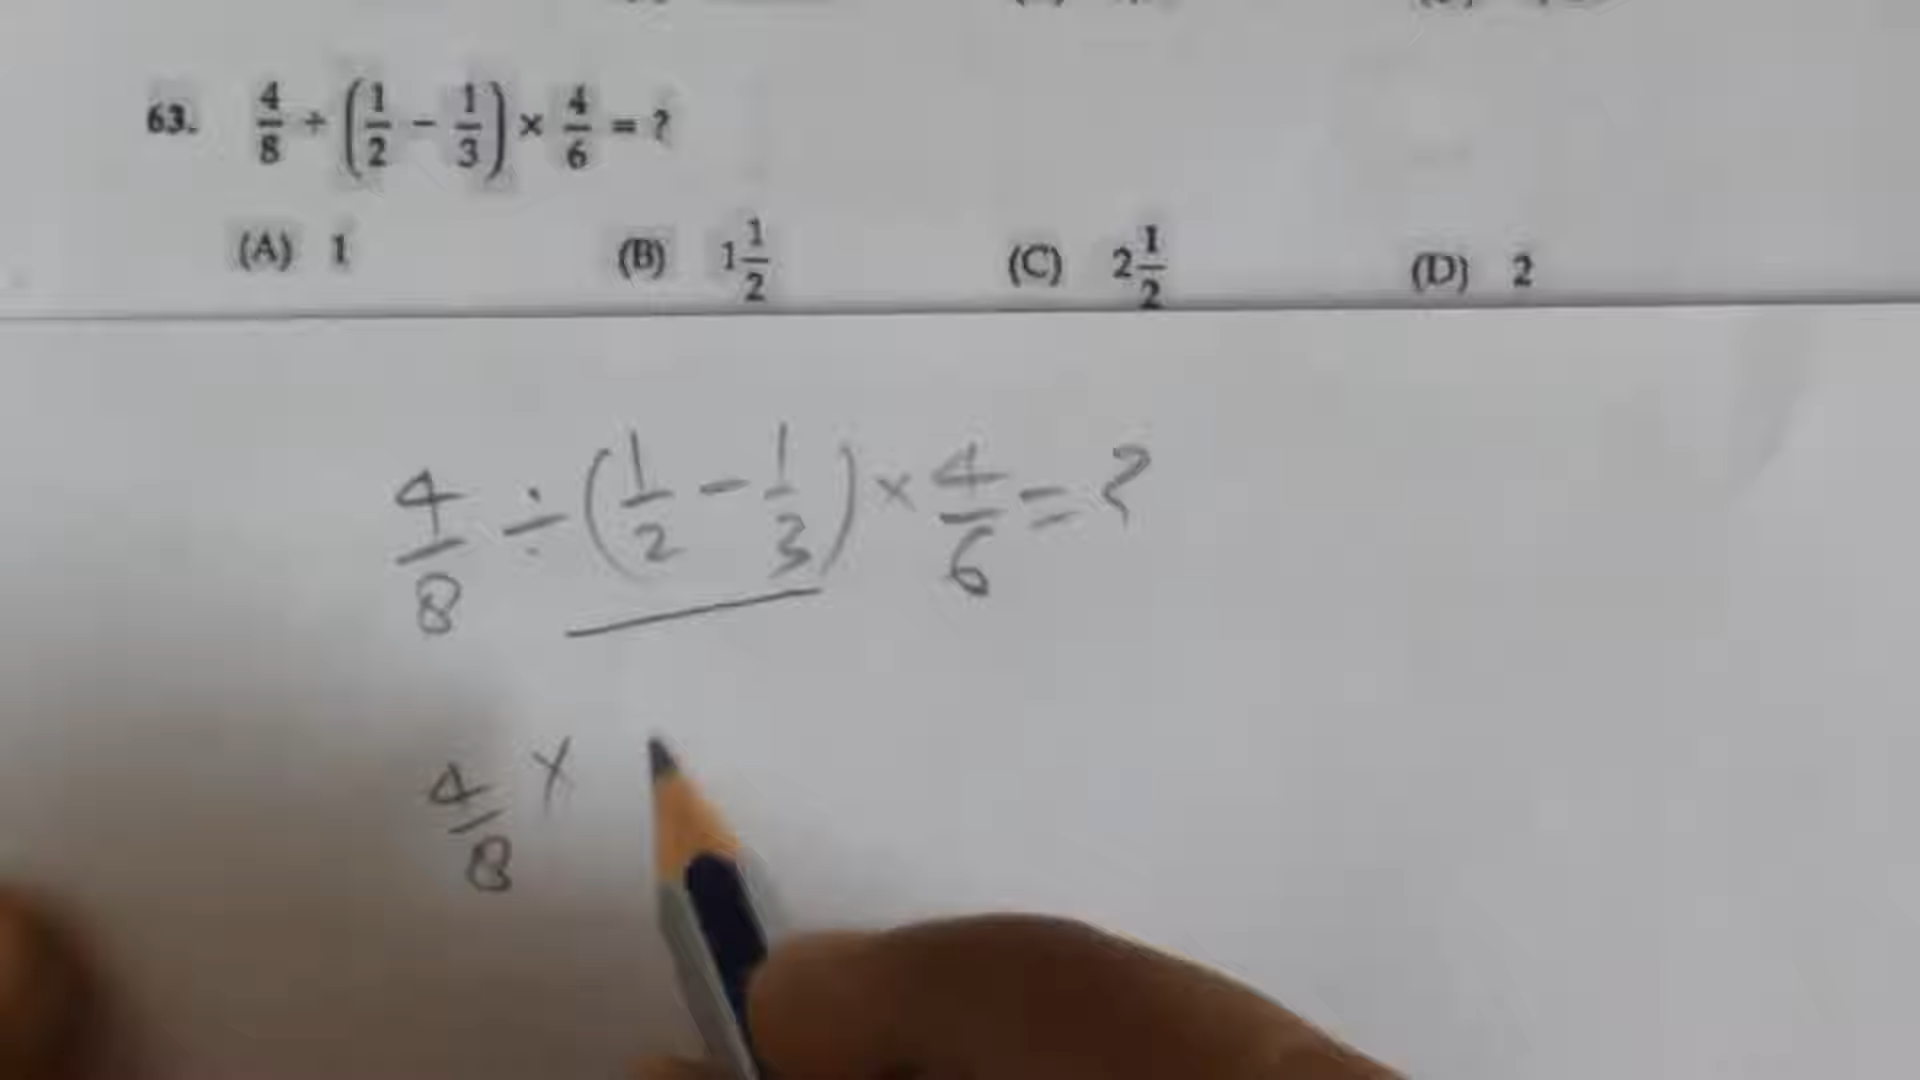 63. 4/8 ÷ (1/2 − 1/3) × 4/6 = ?
(A) 1 (B) 1 1/2 (C) 2 1/2 (D) 2
4/8 ÷ (1/2 − 1/3) × 4/6 = ?
4/8 ×